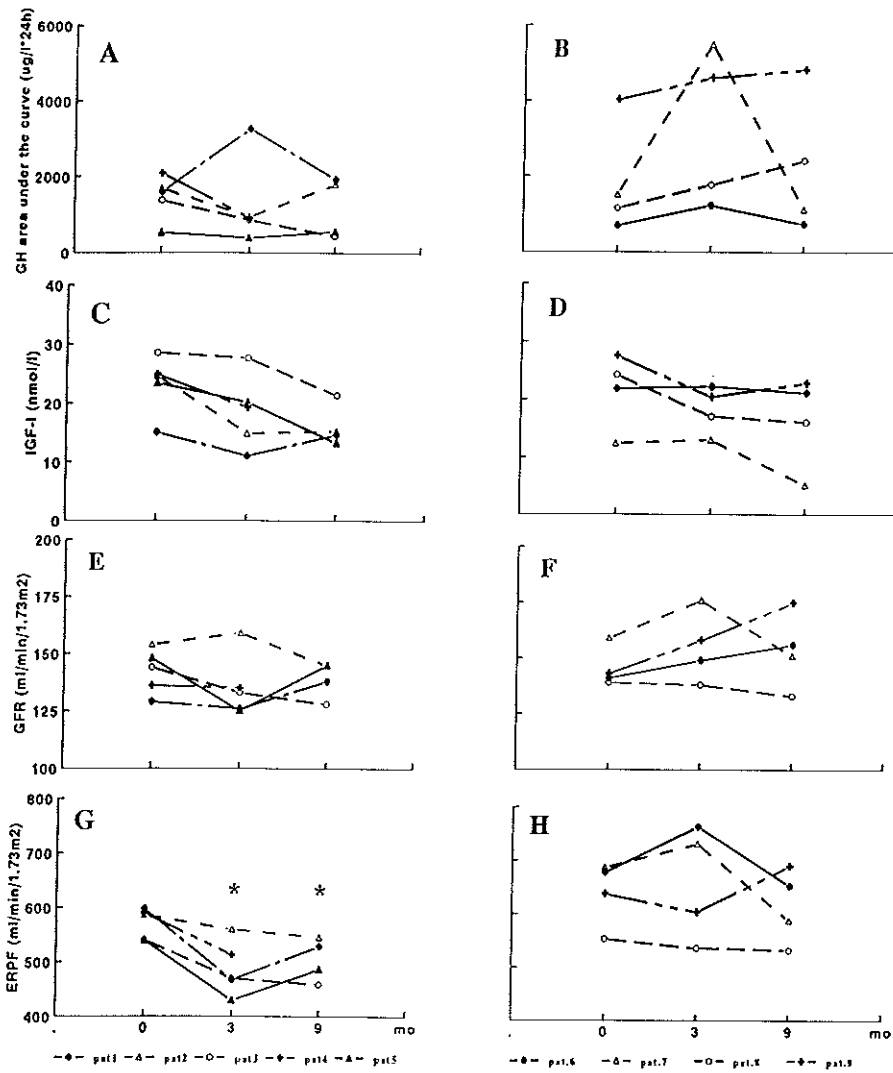 A
B
GH area under the curve (ug/l*24h)
6000
4000
2000
0
C
D
IGF-I (nmol/l)
40
30
20
10
0
E
F
GFR (ml/min/1,73m2)
200
175
150
125
100
G
H
ERPF (ml/min/1,73m2)
800
700
600
500
400
* *
0 3 9 mo
0 3 9 mo
pat1 pat2 pat3 pat4 pat5
pat.6 pat.7 pat.8 pat.9